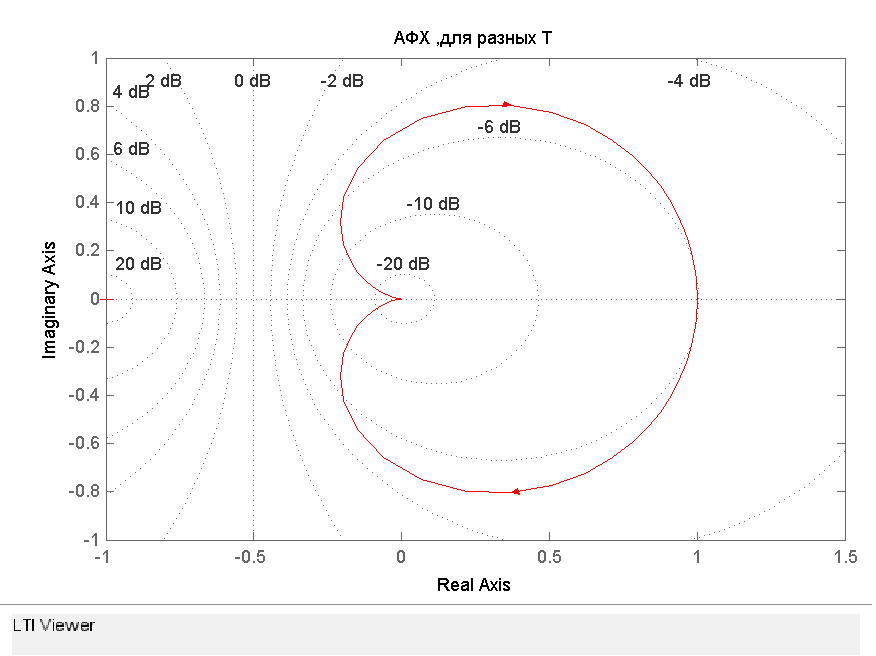 АФХ ,для разных T
1
4 dB
2 dB
0 dB
-2 dB
-4 dB
0.8
-6 dB
0.6
6 dB
0.4
10 dB
-10 dB
0.2
20 dB
-20 dB
0
-0.2
-0.4
-0.6
-0.8
-1
Imaginary Axis
-1
-0.5
0
0.5
1
1.5
Real Axis
LTI Viewer